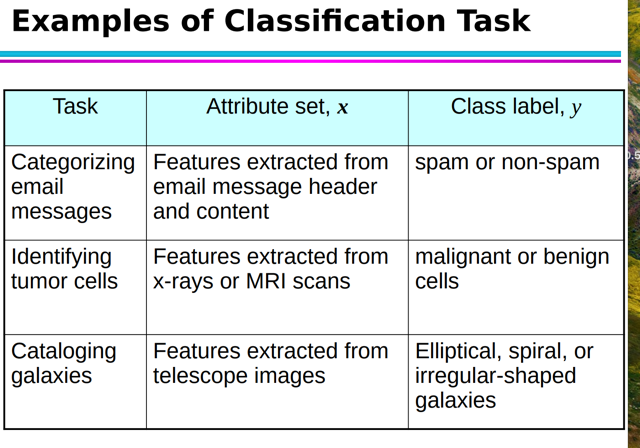 Examples of Classification Task
Task
Attribute set, x
Class label, y
Categorizing
email
messages
Features extracted from
email message header
and content
spam or non-spam
Identifying
tumor cells
Features extracted from
x-rays or MRI scans
malignant or benign
cells
Cataloging
galaxies
Features extracted from
telescope images
Elliptical, spiral, or
irregular-shaped
galaxies